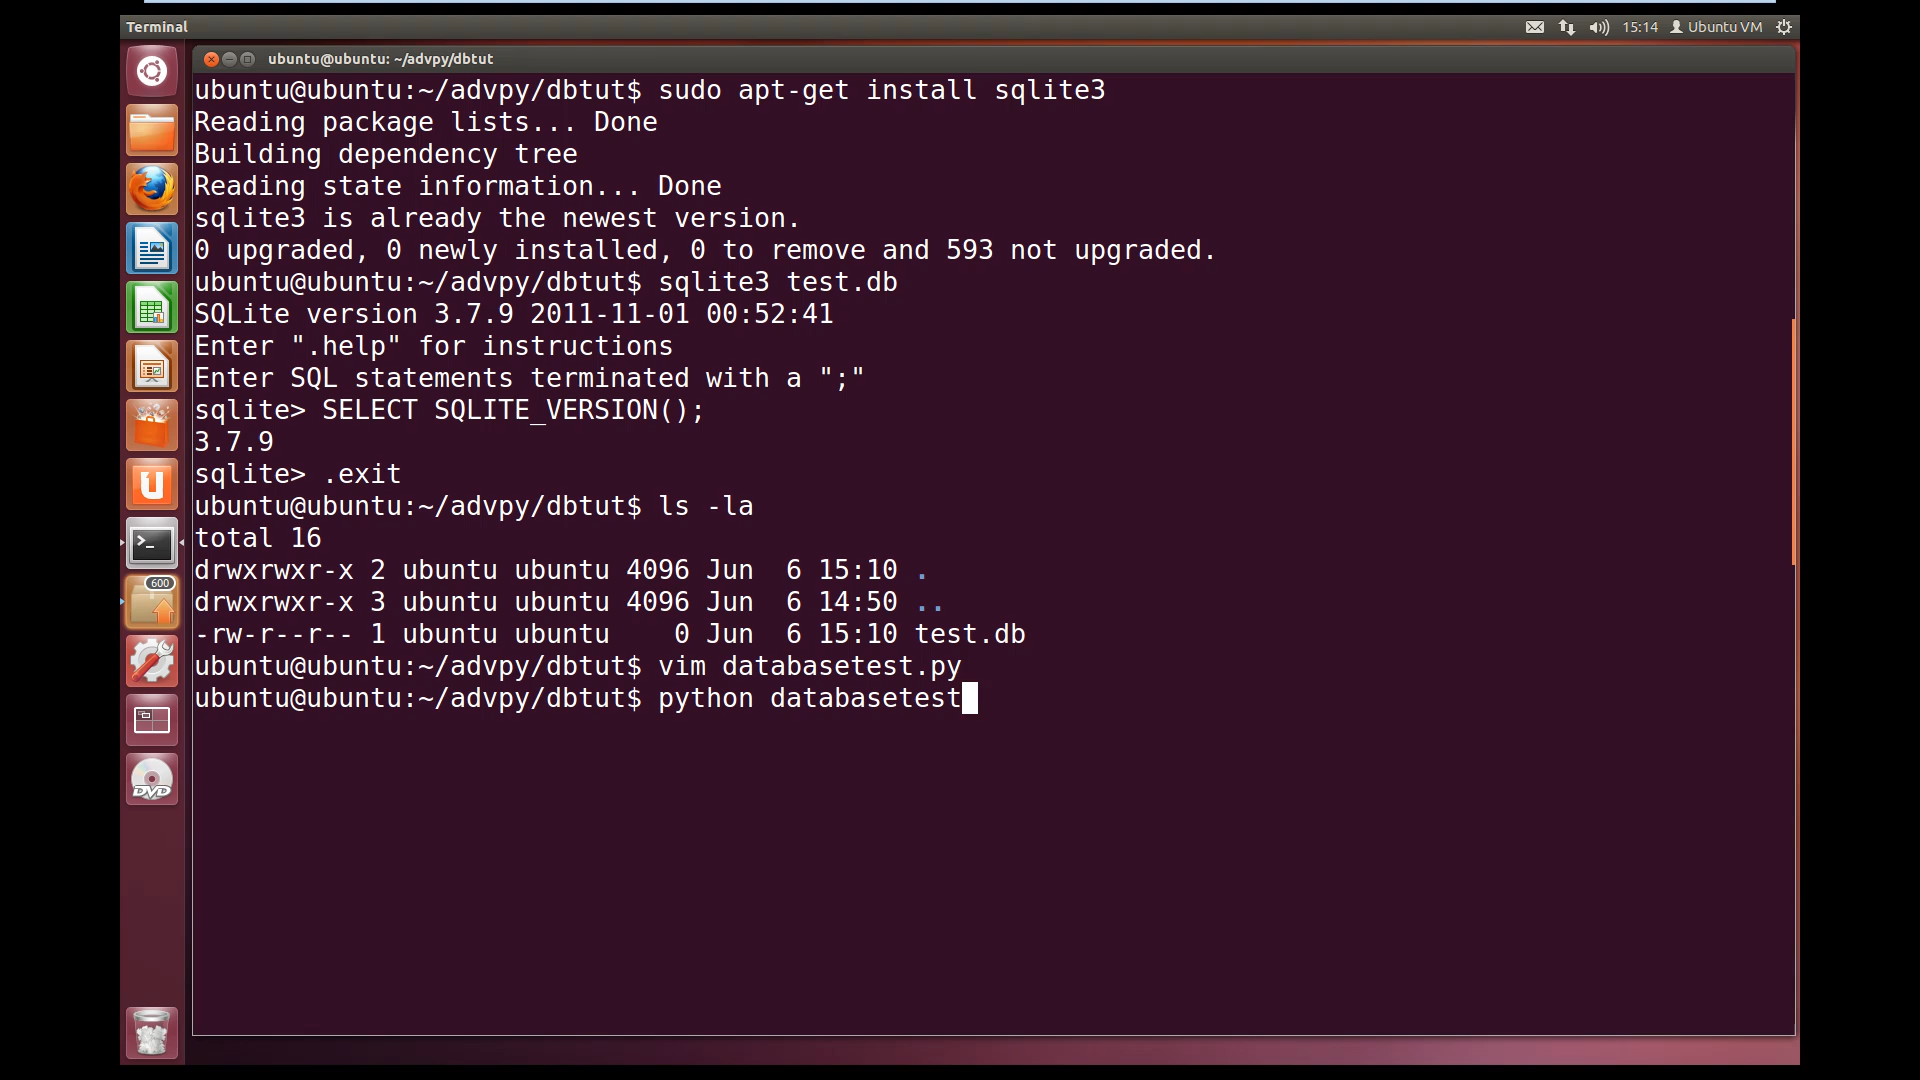 Terminal
15:14
Ubuntu VM
ubuntu@ubuntu: ~/advpy/dbtut
ubuntu@ubuntu:~/advpy/dbtut$ sudo apt-get install sqlite3
Reading package lists... Done
Building dependency tree
Reading state information... Done
sqlite3 is already the newest version.
0 upgraded, 0 newly installed, 0 to remove and 593 not upgraded.
ubuntu@ubuntu:~/advpy/dbtut$ sqlite3 test.db
SQLite version 3.7.9 2011-11-01 00:52:41
Enter ".help" for instructions
Enter SQL statements terminated with a ";"
sqlite> SELECT SQLITE_VERSION();
3.7.9
sqlite> .exit
ubuntu@ubuntu:~/advpy/dbtut$ ls -la
total 16
drwxrwxr-x 2 ubuntu ubuntu 4096 Jun  6 15:10 .
drwxrwxr-x 3 ubuntu ubuntu 4096 Jun  6 14:50 ..
-rw-r--r-- 1 ubuntu ubuntu    0 Jun  6 15:10 test.db
ubuntu@ubuntu:~/advpy/dbtut$ vim databasetest.py
ubuntu@ubuntu:~/advpy/dbtut$ python databasetest
U
>_
600
DVD